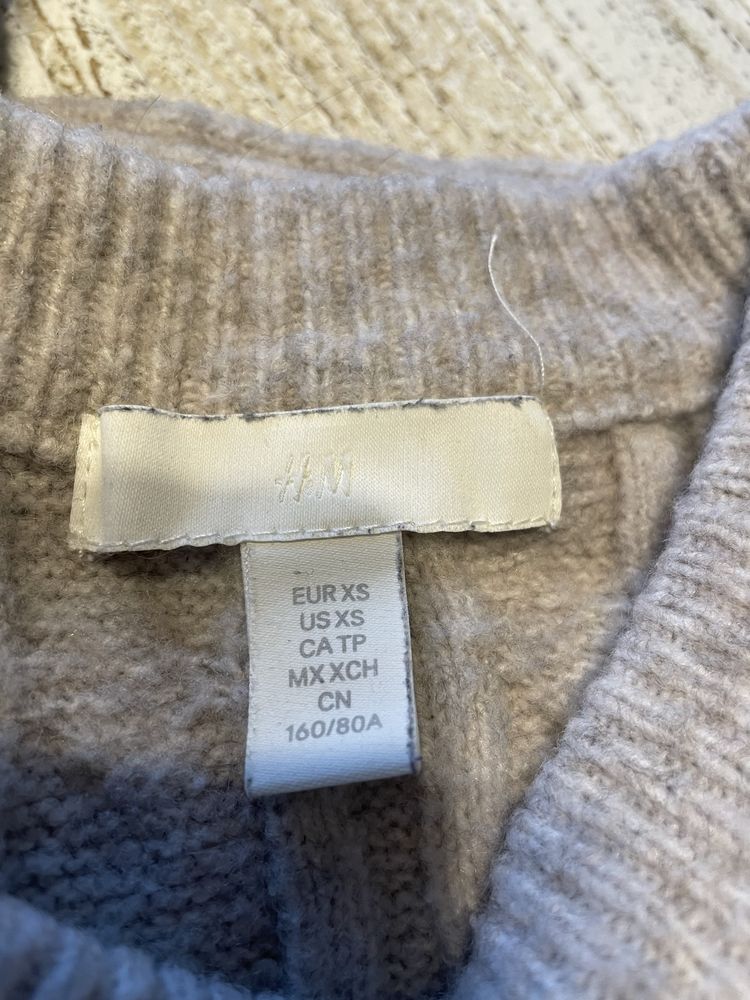 H&M
EUR XS
US XS
CA TP
MX XCH
CN
160/80A